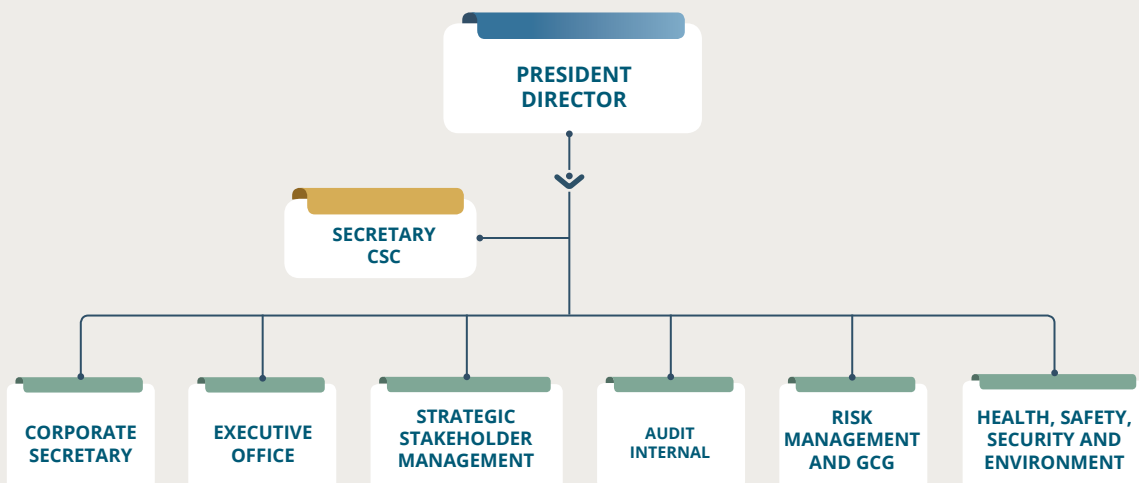 PRESIDENT
DIRECTOR
SECRETARY
CSC
CORPORATE
SECRETARY
EXECUTIVE
OFFICE
STRATEGIC
STAKEHOLDER
MANAGEMENT
AUDIT
INTERNAL
RISK
MANAGEMENT
AND GCG
HEALTH, SAFETY,
SECURITY AND
ENVIRONMENT